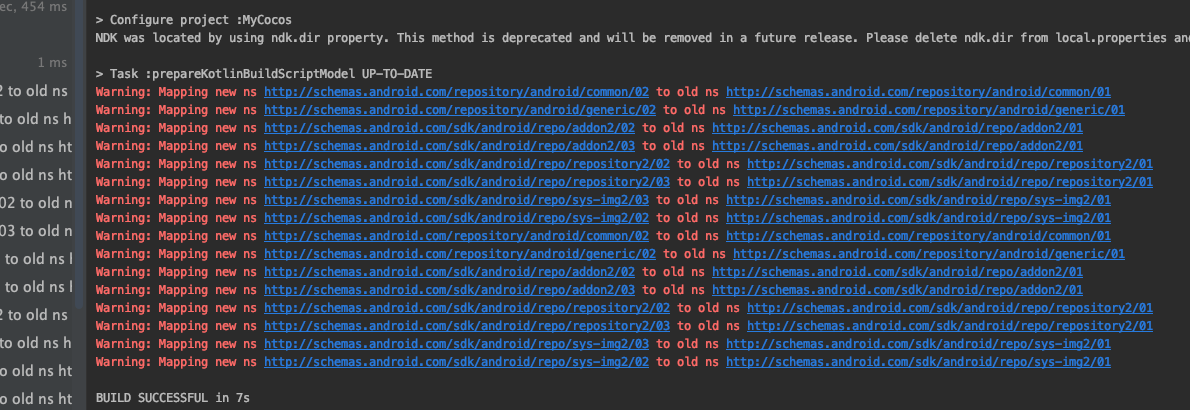 ec, 454 ms
1 ms
2 to old ns
to old ns h
o old ns ht
o old ns ht
02 to old n
03 to old n
to old ns
to old ns
2 to old ns
to old ns h
o old ns ht
o old ns ht
> Configure project :MyCocos
NDK was located by using ndk.dir property. This method is deprecated and will be removed in a future release. Please delete ndk.dir from local.properties an
> Task :prepareKotlinBuildScriptModel UP-TO-DATE
Warning: Mapping new ns http://schemas.android.com/repository/android/common/02 to old ns http://schemas.android.com/repository/android/common/01
Warning: Mapping new ns http://schemas.android.com/repository/android/generic/02 to old ns http://schemas.android.com/repository/android/generic/01
Warning: Mapping new ns http://schemas.android.com/sdk/android/repo/addon2/02 to old ns http://schemas.android.com/sdk/android/repo/addon2/01
Warning: Mapping new ns http://schemas.android.com/sdk/android/repo/addon2/03 to old ns http://schemas.android.com/sdk/android/repo/addon2/01
Warning: Mapping new ns http://schemas.android.com/sdk/android/repo/repository2/02 to old ns http://schemas.android.com/sdk/android/repo/repository2/01
Warning: Mapping new ns http://schemas.android.com/sdk/android/repo/repository2/03 to old ns http://schemas.android.com/sdk/android/repo/repository2/01
Warning: Mapping new ns http://schemas.android.com/sdk/android/repo/sys-img2/03 to old ns http://schemas.android.com/sdk/android/repo/sys-img2/01
Warning: Mapping new ns http://schemas.android.com/sdk/android/repo/sys-img2/02 to old ns http://schemas.android.com/sdk/android/repo/sys-img2/01
Warning: Mapping new ns http://schemas.android.com/repository/android/common/02 to old ns http://schemas.android.com/repository/android/common/01
Warning: Mapping new ns http://schemas.android.com/repository/android/generic/02 to old ns http://schemas.android.com/repository/android/generic/01
Warning: Mapping new ns http://schemas.android.com/sdk/android/repo/addon2/02 to old ns http://schemas.android.com/sdk/android/repo/addon2/01
Warning: Mapping new ns http://schemas.android.com/sdk/android/repo/addon2/03 to old ns http://schemas.android.com/sdk/android/repo/addon2/01
Warning: Mapping new ns http://schemas.android.com/sdk/android/repo/repository2/02 to old ns http://schemas.android.com/sdk/android/repo/repository2/01
Warning: Mapping new ns http://schemas.android.com/sdk/android/repo/repository2/03 to old ns http://schemas.android.com/sdk/android/repo/repository2/01
Warning: Mapping new ns http://schemas.android.com/sdk/android/repo/sys-img2/03 to old ns http://schemas.android.com/sdk/android/repo/sys-img2/01
Warning: Mapping new ns http://schemas.android.com/sdk/android/repo/sys-img2/02 to old ns http://schemas.android.com/sdk/android/repo/sys-img2/01
BUILD SUCCESSFUL in 7s